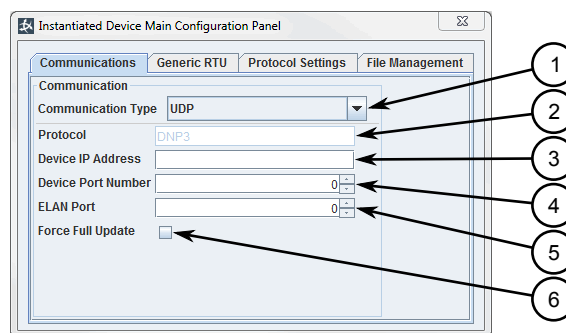 Instantiated Device Main Configuration Panel
Communications Generic RTU Protocol Settings File Management
Communication
Communication Type UDP 1
Protocol DNP3 2
Device IP Address 3
Device Port Number 0 4
ELAN Port 0 5
Force Full Update 6